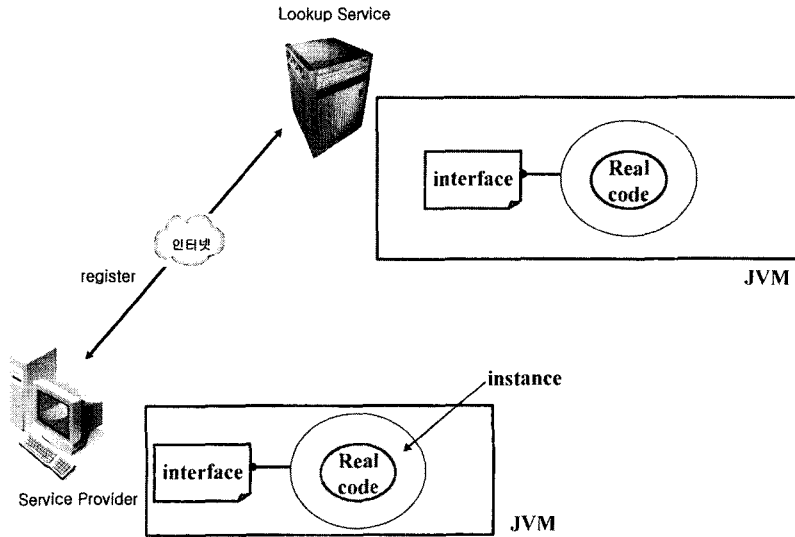 Lookup Service
interface
Real
code
JVM
인터넷
register
instance
interface
Real
code
Service Provider
JVM